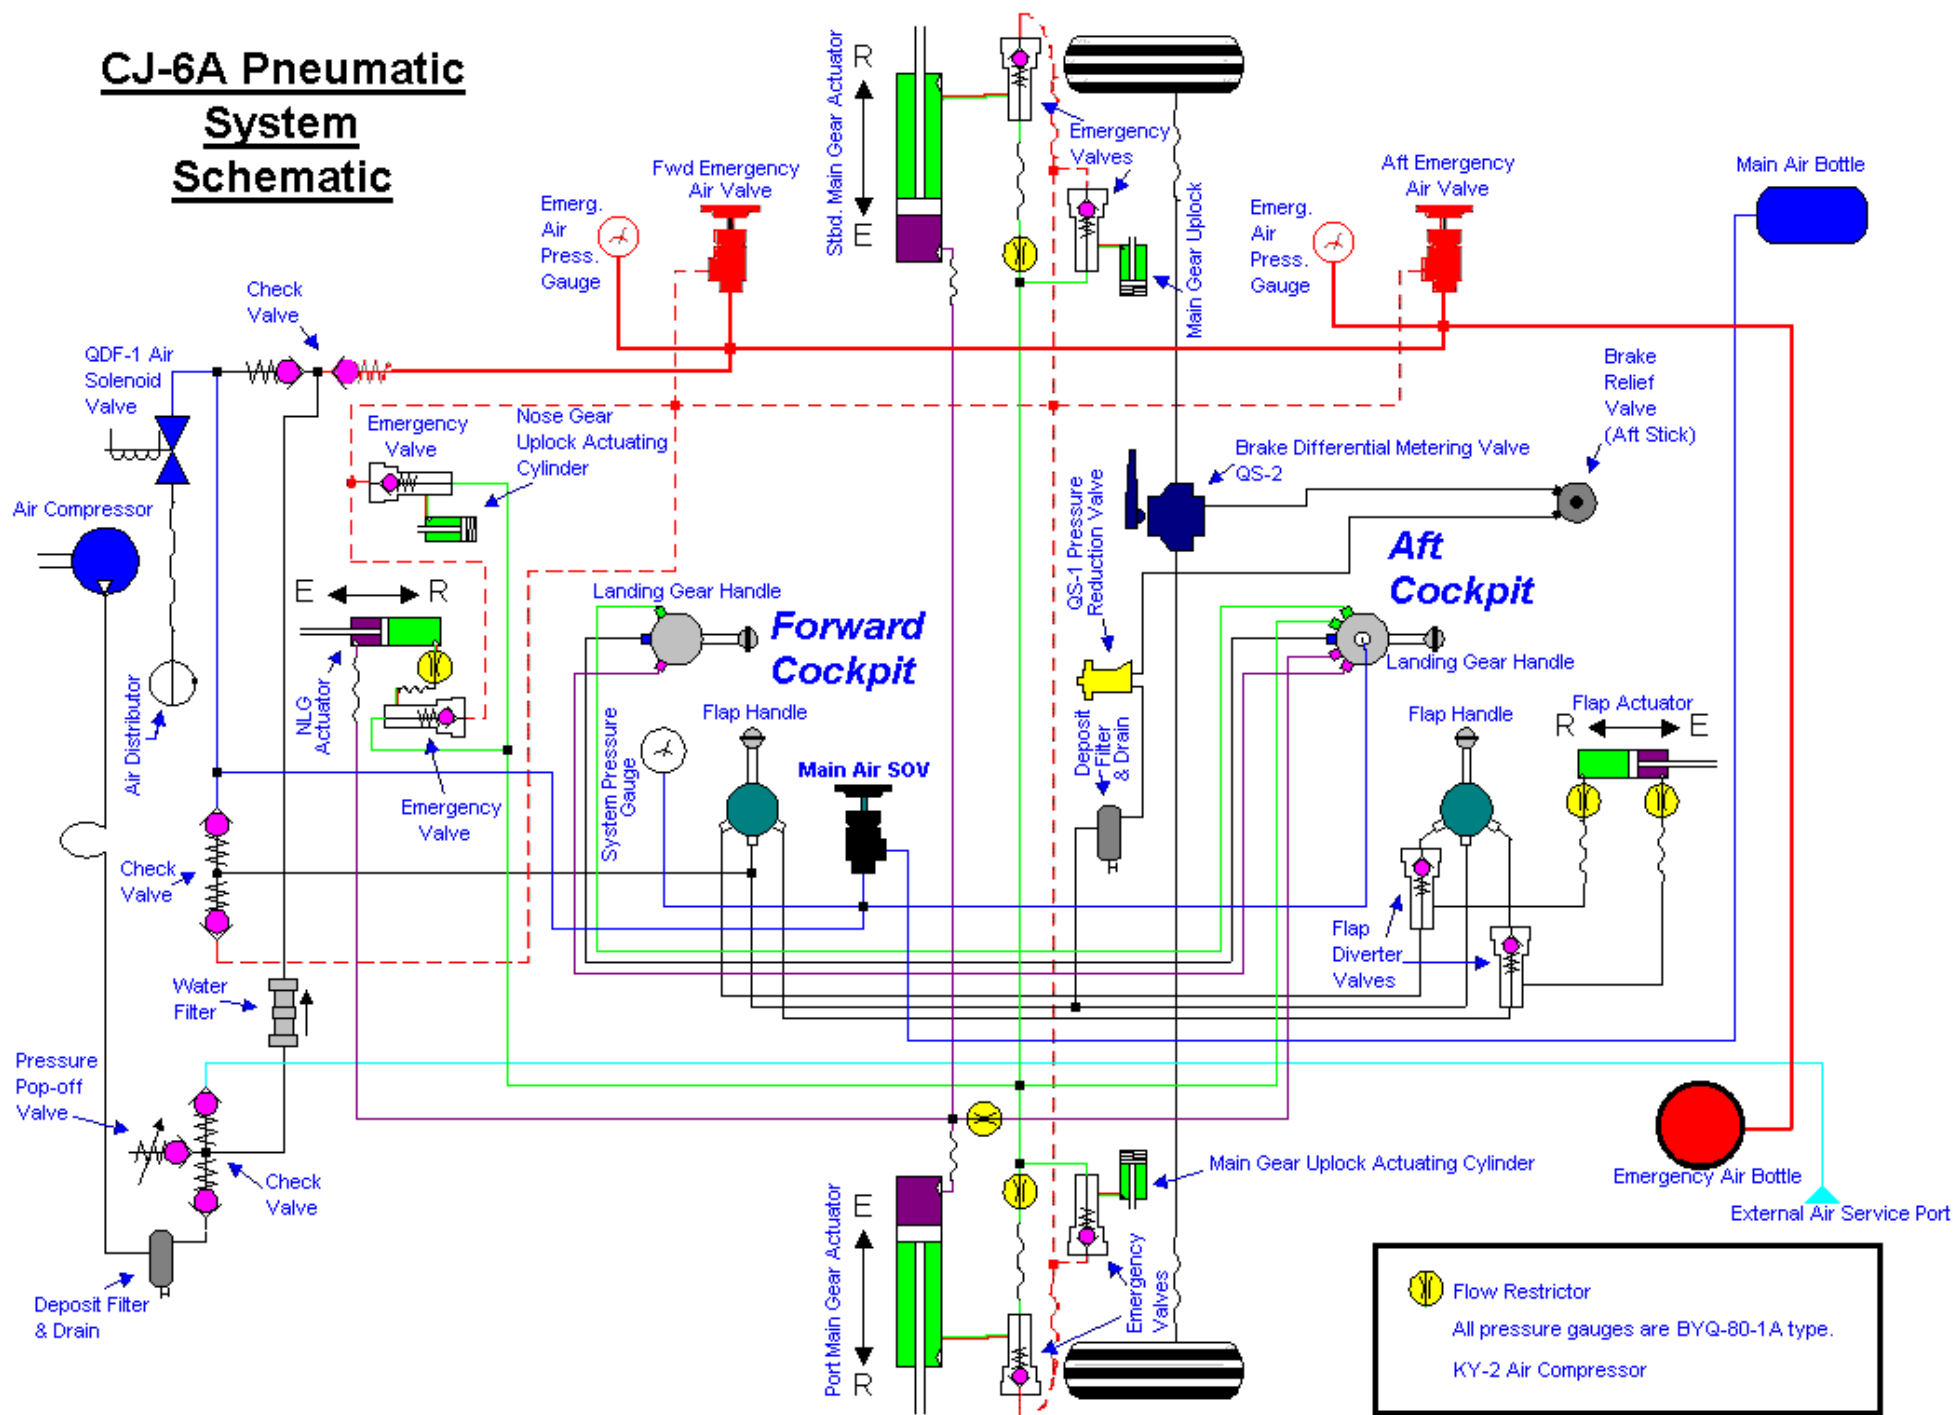 CJ-6A Pneumatic
System
Schematic
Stbd. Main Gear Actuator
R
E
Emergency
Valves
Main Gear Uplock
Fwd Emergency
Air Valve
Emerg.
Air
Press.
Gauge
Aft Emergency
Air Valve
Emerg.
Air
Press.
Gauge
Main Air Bottle
Check
Valve
QDF-1 Air
Solenoid
Valve
Emergency
Valve
Nose Gear
Uplock Actuating
Cylinder
Brake
Relief
Valve
(Aft Stick)
Brake Differential Metering Valve
QS-2
QS-1 Pressure
Reduction Valve
Air Compressor
Aft
Cockpit
E
R
Landing Gear Handle
Forward
Cockpit
Landing Gear Handle
NLG
Actuator
Air Distributor
Emergency
Valve
System Pressure
Gauge
Flap Handle
Main Air SOV
Deposit
Filter
& Drain
Flap Handle
Flap Actuator
R
E
Check
Valve
Flap
Diverter
Valves
Water
Filter
Pressure
Pop-off
Valve
Check
Valve
Deposit Filter
& Drain
Port Main Gear Actuator
E
R
Main Gear Uplock Actuating Cylinder
Emergency
Valves
Emergency Air Bottle
External Air Service Port
Flow Restrictor
All pressure gauges are BYQ-80-1A type.
KY-2 Air Compressor